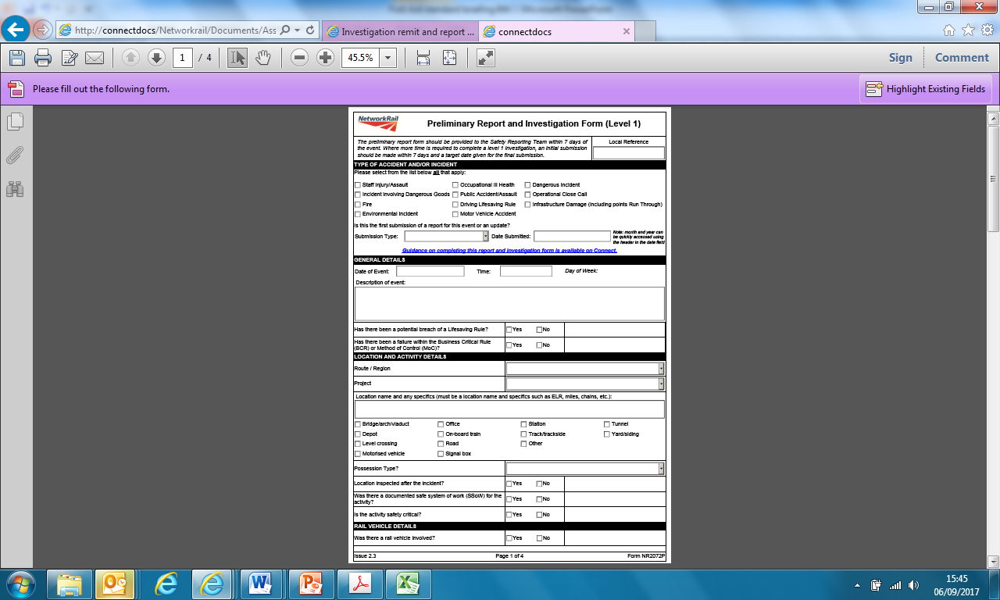 http://connectdocs/Networkrail/Documents/Ass
Investigation remit and report ...
connectdocs
1 / 4
45.5%
Sign
Comment
Please fill out the following form.
Highlight Existing Fields
NetworkRail
Preliminary Report and Investigation Form (Level 1)
The preliminary report form should be provided to the Safety Reporting Team within 7 days of
the event. Where more time is required to complete a level 1 investigation, an initial submission
should be made within 7 days and a target date given for the final submission.
Local Reference
TYPE OF ACCIDENT AND/OR INCIDENT
Please select from the list below all that apply:
Staff Injury/Assault Occupational Ill Health Dangerous Incident
Incident Involving Dangerous Goods Public Accident/Assault Operational Close Call
Fire Driving Lifesaving Rule Infrastructure Damage (including points Run Through)
Environmental Incident Motor Vehicle Accident
Is this the first submission of a report for this event or an update?
Submission Type: Date Submitted:
Note: month and year can
be quickly accessed using
the header in the date field
Guidance on completing this report and investigation form is available on Connect.
GENERAL DETAILS
Date of Event: Time: Day of Week:
Description of event:
Has there been a potential breach of a Lifesaving Rule? Yes No
Has there been a failure within the Business Critical Rule
(BCR) or Method of Control (MoC)? Yes No
LOCATION AND ACTIVITY DETAILS
Route / Region
Project
Location name and any specifics (must be a location name and specifics such as ELR, miles, chains, etc.):
Bridge/arch/viaduct Office Station Tunnel
Depot On-board train Track/trackside Yard/siding
Level crossing Road Other
Motorised vehicle Signal box
Possession Type?
Location inspected after the incident? Yes No
Was there a documented safe system of work (SSoW) for the
activity? Yes No
Is the activity safety critical? Yes No
RAIL VEHICLE DETAILS
Was there a rail vehicle involved? Yes No
Issue 2.3 Page 1 of 4 Form NR2072P
15:45
06/09/2017